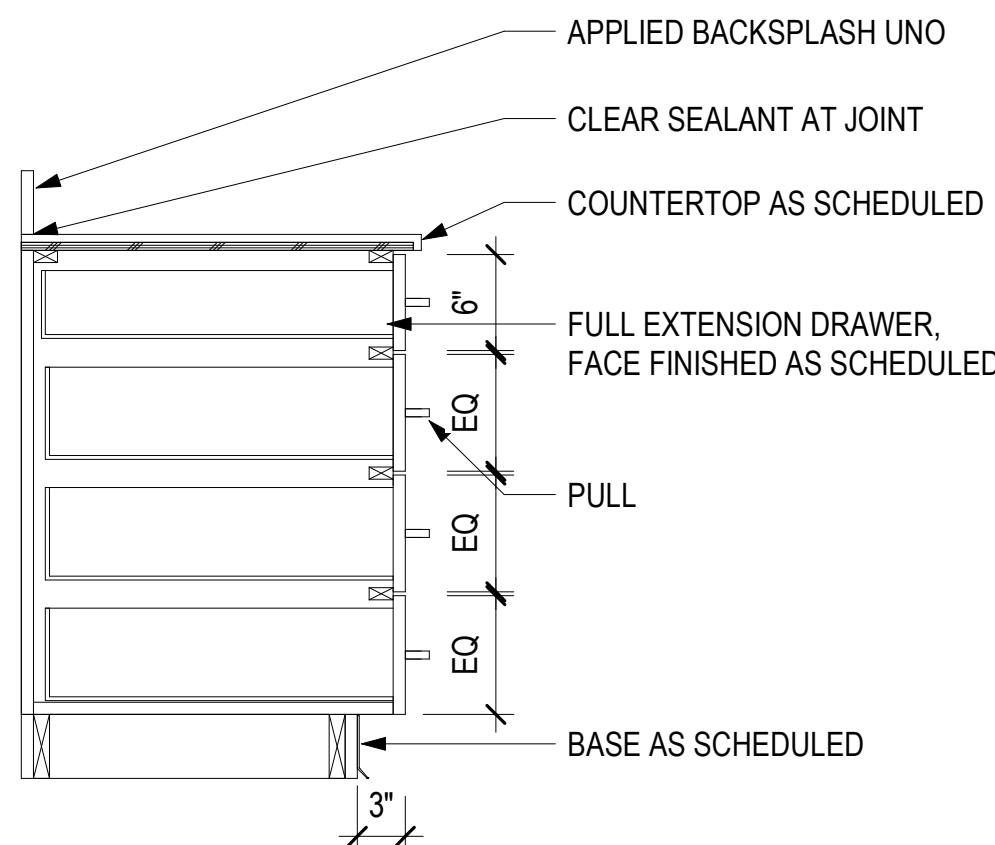 APPLIED BACKSPLASH UNO
CLEAR SEALANT AT JOINT
COUNTERTOP AS SCHEDULED
6"
FULL EXTENSION DRAWER,
FACE FINISHED AS SCHEDULED
EQ
PULL
EQ
EQ
BASE AS SCHEDULED
3"